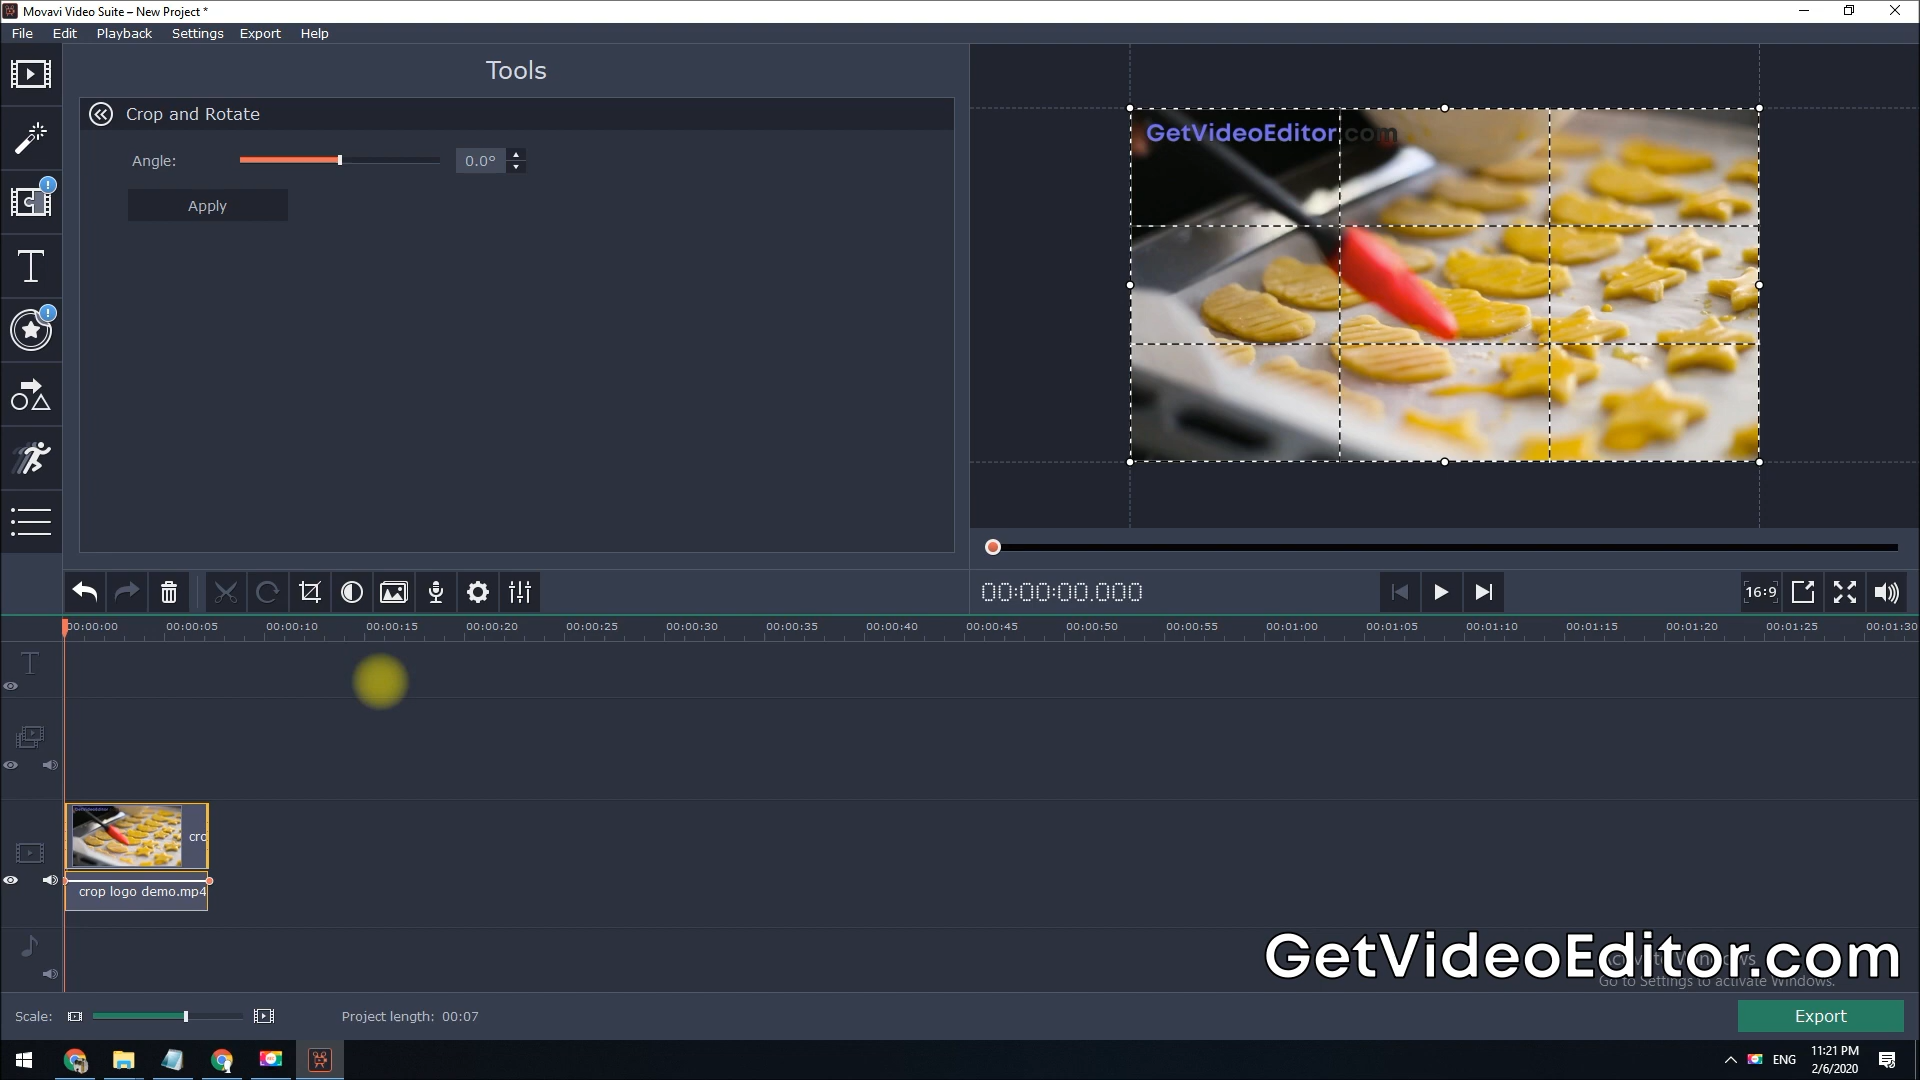 Movavi Video Suite – New Project *
File Edit Playback Settings Export Help
Tools
Crop and Rotate
Angle: 0.0°
Apply
GetVideoEditor.com
00:00:00.000
16:9
00:00:00 00:00:05 00:00:10 00:00:15 00:00:20 00:00:25 00:00:30 00:00:35 00:00:40 00:00:45 00:00:50 00:00:55 00:01:00 00:01:05 00:01:10 00:01:15 00:01:20 00:01:25 00:01:30
T
cro
crop logo demo.mp4
GetVideoEditor.com
Activate Windows
Go to Settings to activate Windows.
Scale: Project length: 00:07
Export
ENG
11:21 PM
2/6/2020